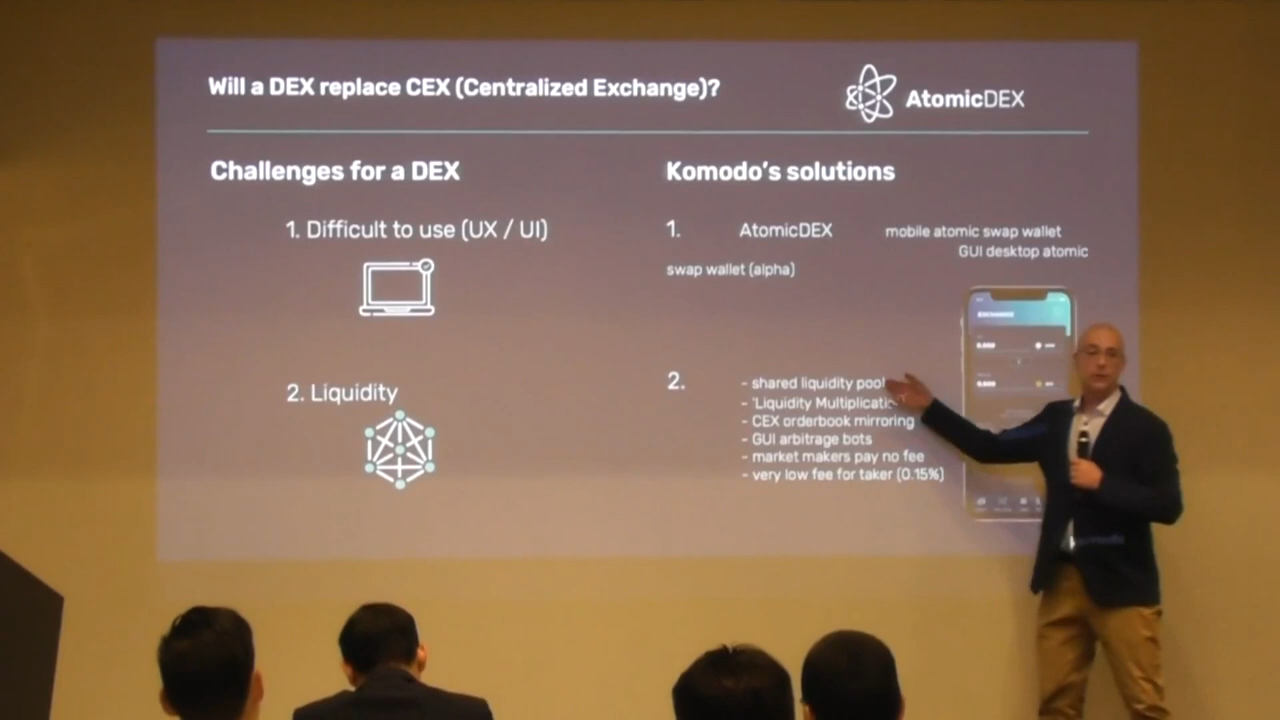 Will a DEX replace CEX (Centralized Exchange)?
AtomicDEX
Challenges for a DEX
1. Difficult to use (UX / UI)
2. Liquidity
Komodo's solutions
1. AtomicDEX mobile atomic swap wallet
GUI desktop atomic
swap wallet (alpha)
2. - shared liquidity pool
- 'Liquidity
- CEX orderbook mirroring
- GUI arbitrage bots
- market makers pay no fee
- very low fee for taker (0.15%)